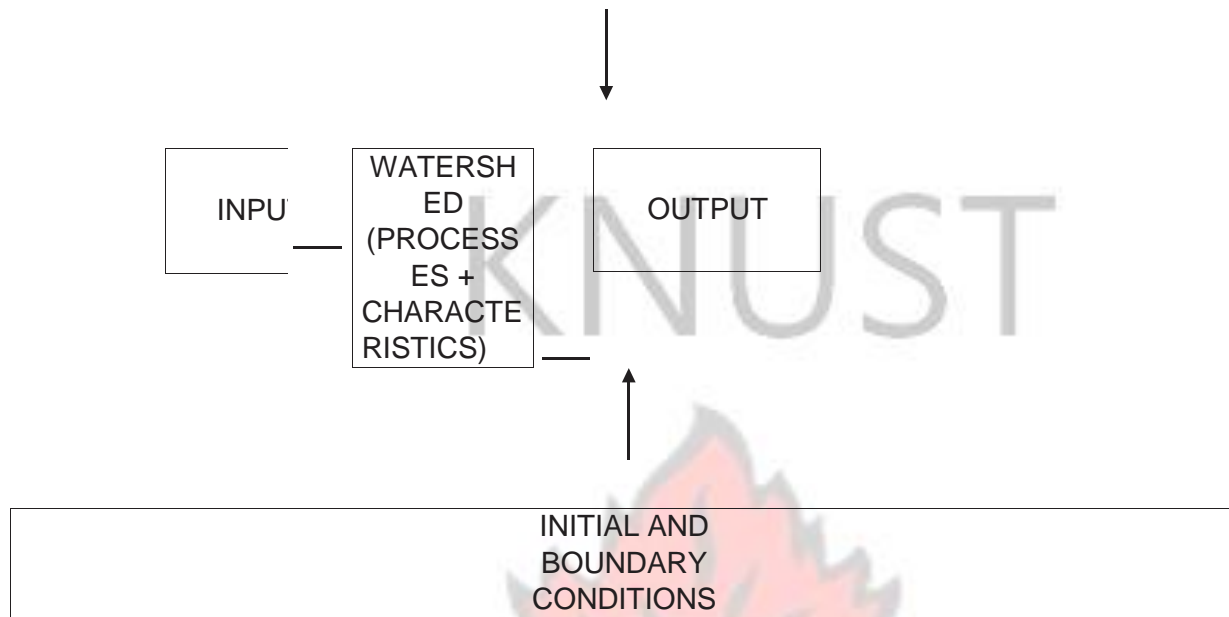 INPU
WATERSH
ED
(PROCESS
ES +
CHARACTE
RISTICS)
OUTPUT
KNUST
INITIAL AND
BOUNDARY
CONDITIONS